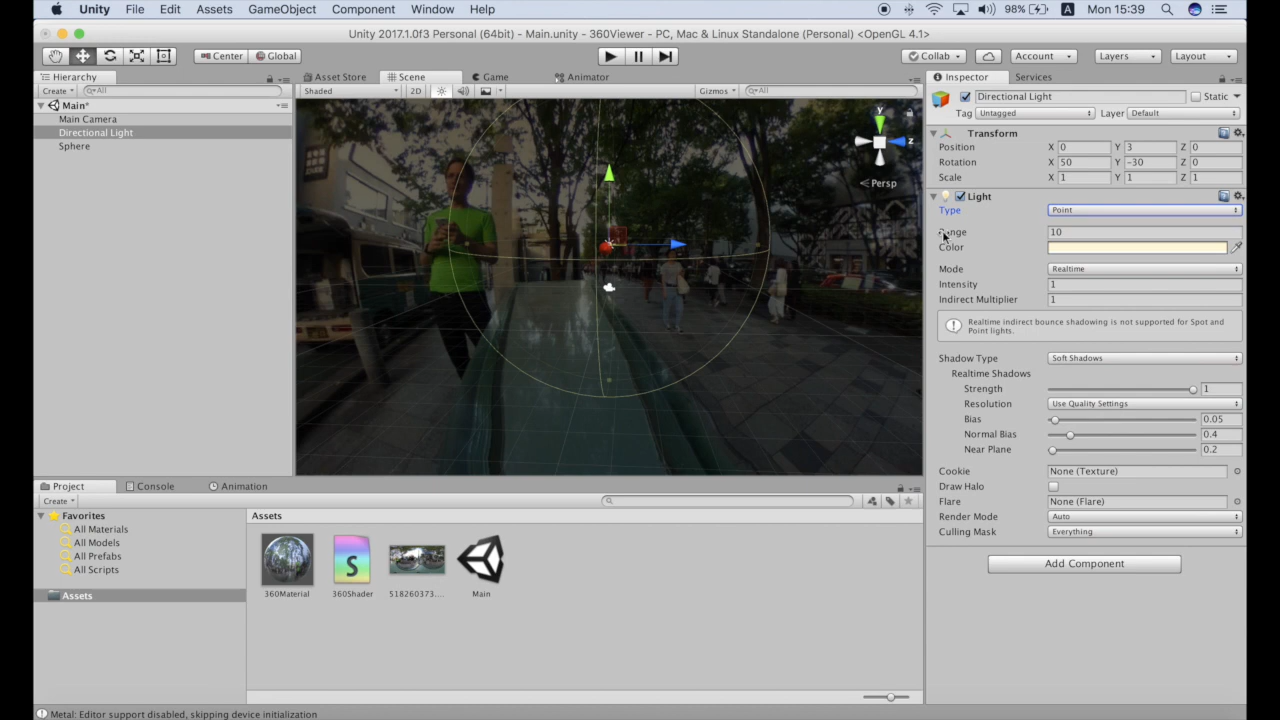 Unity File Edit Assets GameObject Component Window Help 98% A Mon 15:39
Unity 2017.1.0f3 Personal (64bit) - Main.unity - 360Viewer - PC, Mac & Linux Standalone (Personal) <OpenGL 4.1>
Center Global Collab Account Layers Layout
Hierarchy
Create All
Main*
Main Camera
Directional Light
Sphere
Asset Store Scene Game Animator
Shaded 2D Gizmos All
y
z
Persp
Inspector Services
Directional Light Static
Tag Untagged Layer Default
Transform
Position X 0 Y 3 Z 0
Rotation X 50 Y -30 Z 0
Scale X 1 Y 1 Z 1
Light
Type Point
Range 10
Color
Mode Realtime
Intensity 1
Indirect Multiplier 1
Realtime indirect bounce shadowing is not supported for Spot and
Point lights.
Shadow Type Soft Shadows
Realtime Shadows
Strength 1
Resolution Use Quality Settings
Bias 0.05
Normal Bias 0.4
Near Plane 0.2
Cookie None (Texture)
Draw Halo
Flare None (Flare)
Render Mode Auto
Culling Mask Everything
Add Component
Project Console Animation
Create
Favorites
All Materials
All Models
All Prefabs
All Scripts
Assets
Assets
S
360Material 360Shader 518260373... Main
Metal: Editor support disabled, skipping device initialization